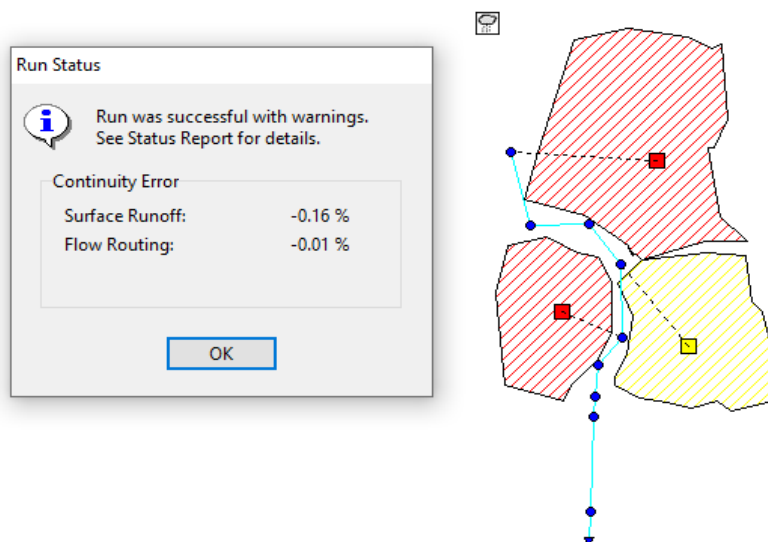 Run Status
Run was successful with warnings.
See Status Report for details.
Continuity Error
Surface Runoff: -0.16 %
Flow Routing: -0.01 %
OK